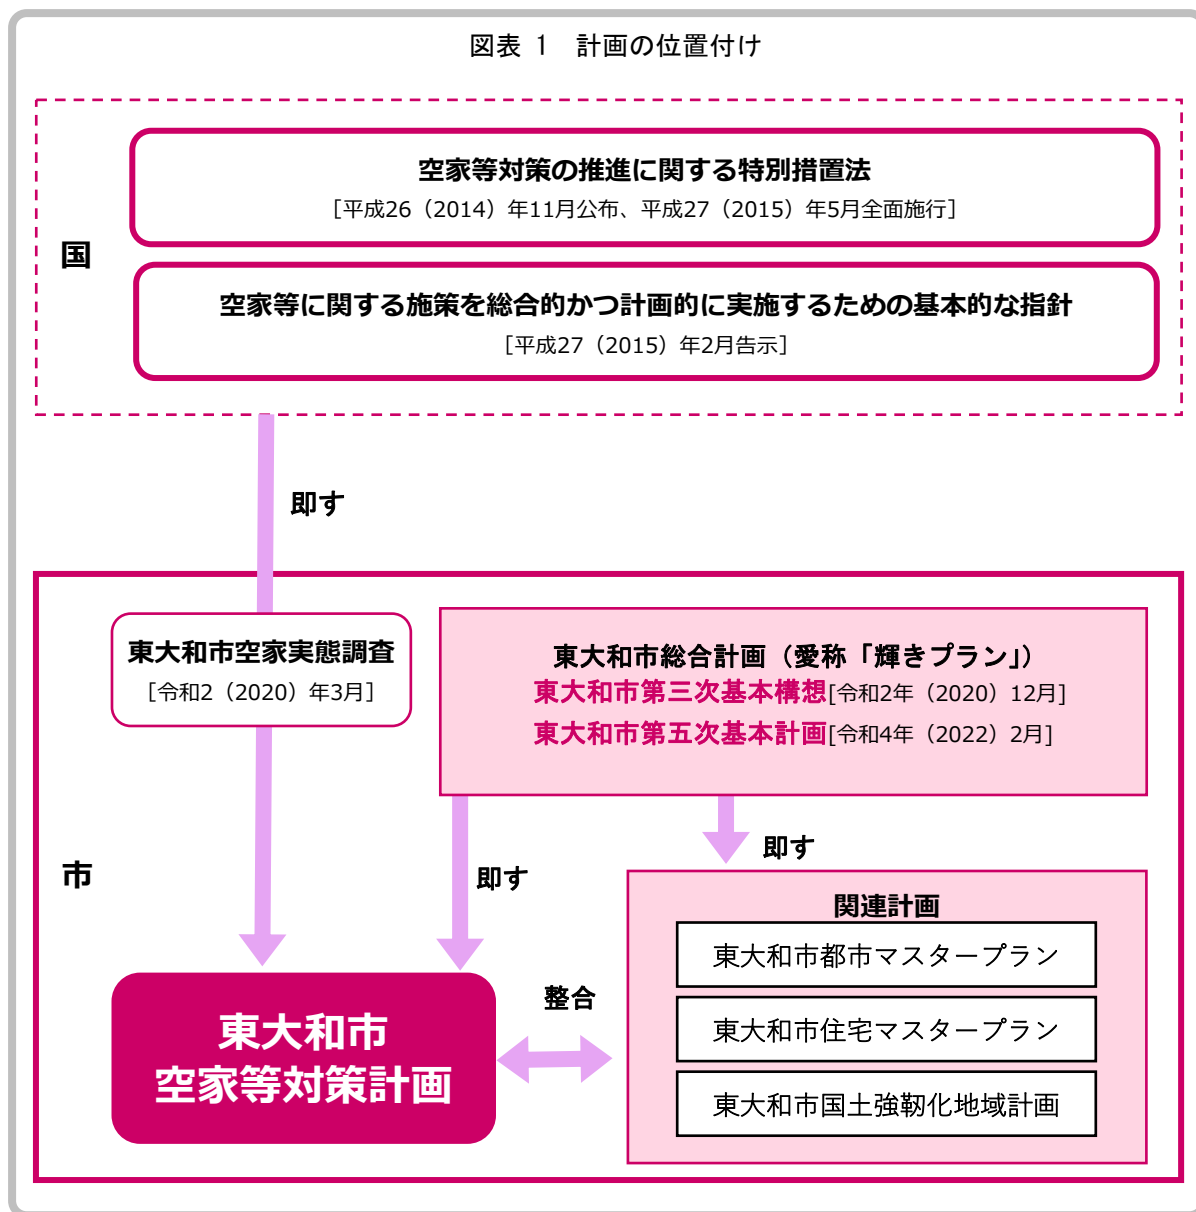 図表 1　計画の位置付け
国
空家等対策の推進に関する特別措置法
［平成26（2014）年11月公布、平成27（2015）年5月全面施行］
空家等に関する施策を総合的かつ計画的に実施するための基本的な指針
［平成27（2015）年2月告示］
即す
市
東大和市空家実態調査
［令和2（2020）年3月］
東大和市総合計画（愛称「輝きプラン」）
東大和市第三次基本構想[令和2年（2020）12月]
東大和市第五次基本計画[令和4年（2022）2月]
即す
即す
関連計画
東大和市都市マスタープラン
東大和市住宅マスタープラン
東大和市国土強靭化地域計画
整合
東大和市
空家等対策計画